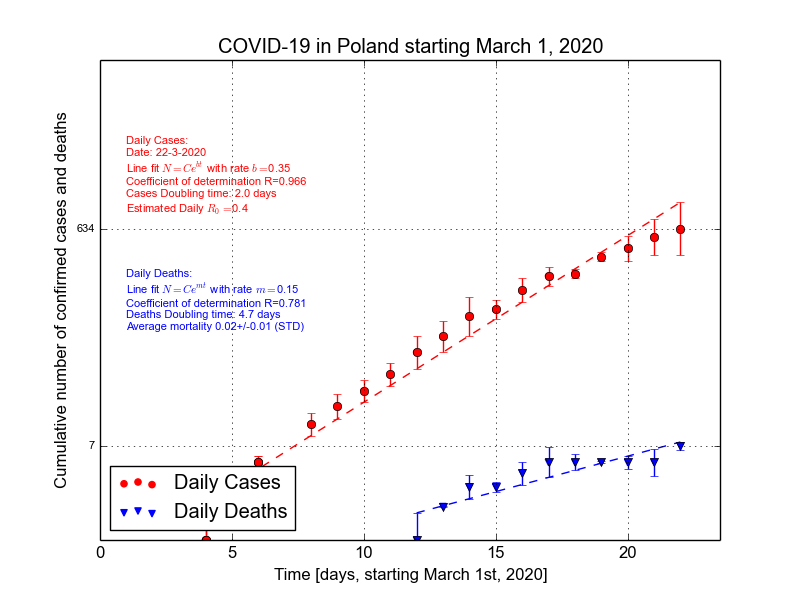 COVID-19 in Poland starting March 1, 2020
Cumulative number of confirmed cases and deaths
634
7
Daily Cases:
Date: 22-3-2020
Line fit N = Ce^{bt} with rate b =0.35
Coefficient of determination R=0.966
Cases Doubling time: 2.0 days
Estimated Daily R_0 =0.4
Daily Deaths:
Line fit N = Ce^{mt} with rate m =0.15
Coefficient of determination R=0.781
Deaths Doubling time: 4.7 days
Average mortality 0.02+/-0.01 (STD)
Daily Cases
Daily Deaths
0 5 10 15 20
Time [days, starting March 1st, 2020]